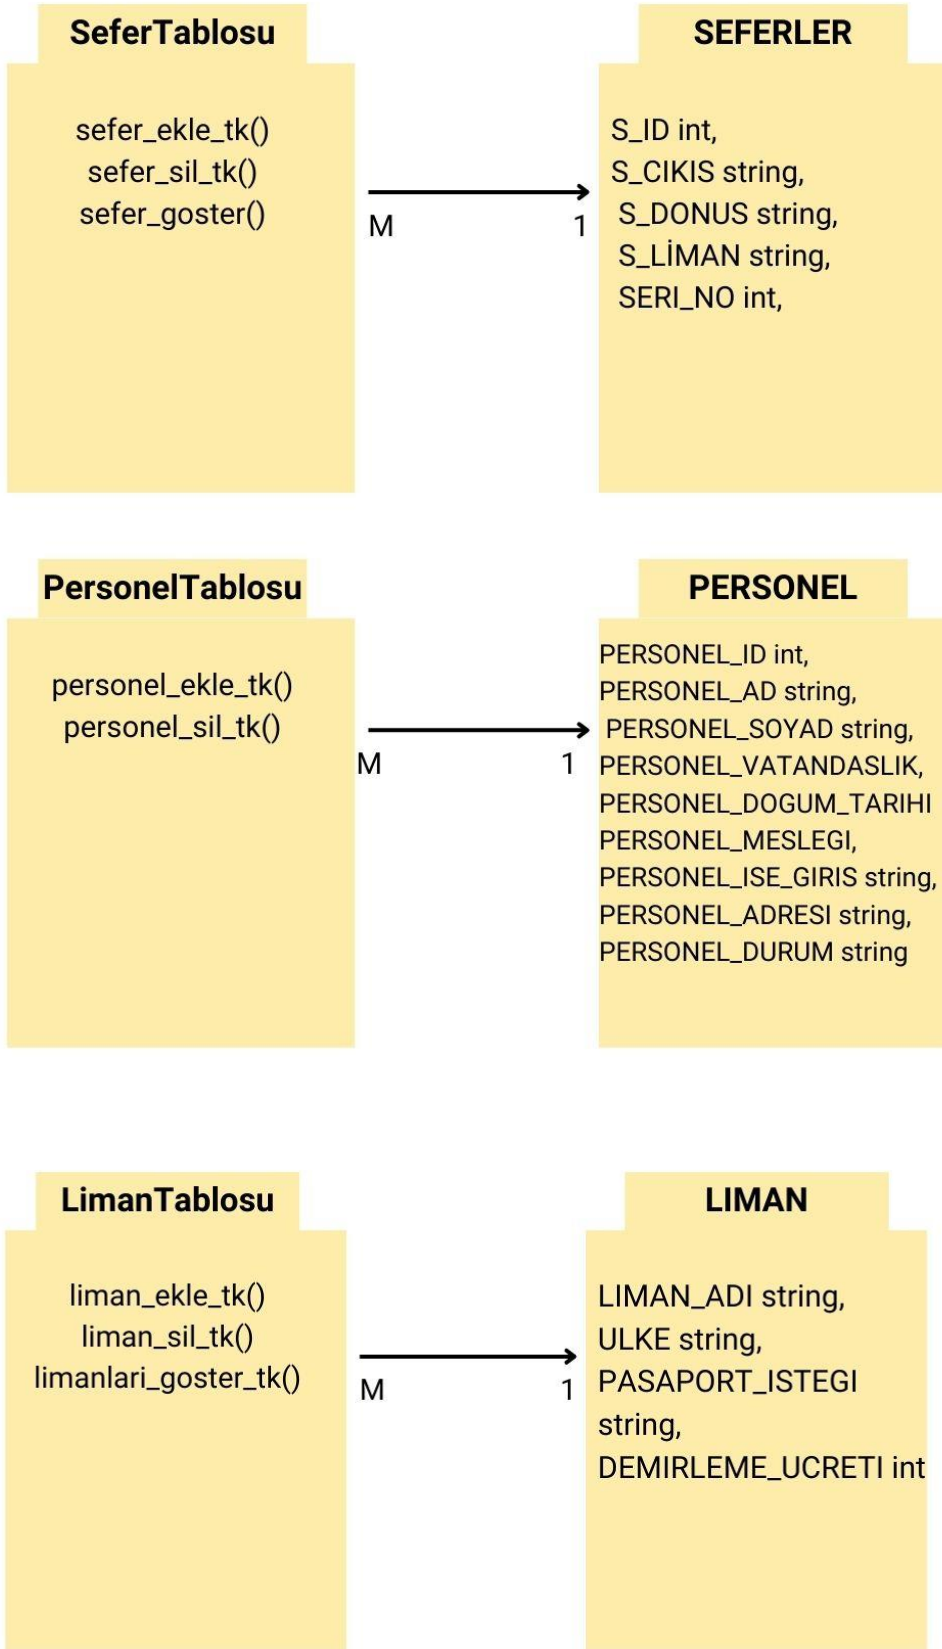 SeferTablosu
sefer_ekle_tk()
sefer_sil_tk()
sefer_goster()
M
1
SEFERLER
S_ID int,
S_CIKIS string,
S_DONUS string,
S_LİMAN string,
SERI_NO int,
PersonelTablosu
personel_ekle_tk()
personel_sil_tk()
M
1
PERSONEL
PERSONEL_ID int,
PERSONEL_AD string,
PERSONEL_SOYAD string,
PERSONEL_VATANDASLIK,
PERSONEL_DOGUM_TARIHI
PERSONEL_MESLEGI,
PERSONEL_ISE_GIRIS string,
PERSONEL_ADRESI string,
PERSONEL_DURUM string
LimanTablosu
liman_ekle_tk()
liman_sil_tk()
limanlari_goster_tk()
M
1
LIMAN
LIMAN_ADI string,
ULKE string,
PASAPORT_ISTEGI
string,
DEMIRLEME_UCRETI int